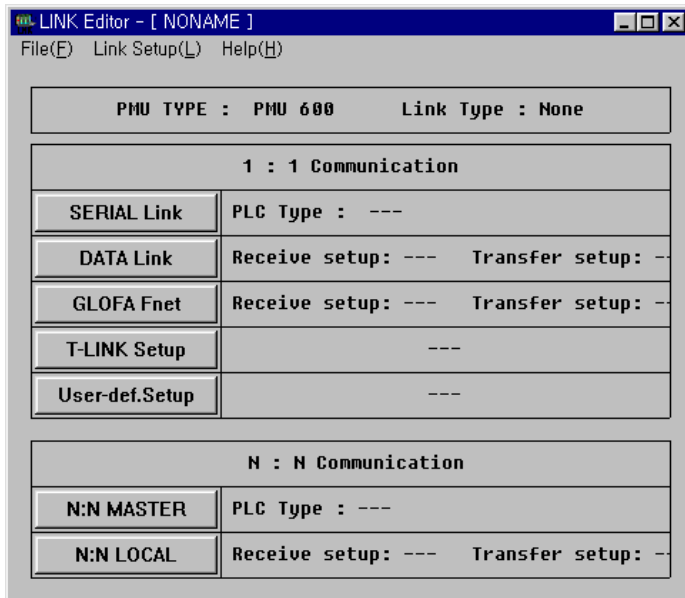 LINK Editor - [ NONAME ]
File(F) Link Setup(L) Help(H)
PMU TYPE : PMU 600 Link Type : None
1 : 1 Communication
SERIAL Link PLC Type : ---
DATA Link Receive setup: --- Transfer setup: --
GLOFA Fnet Receive setup: --- Transfer setup: --
T-LINK Setup ---
User-def.Setup ---
N : N Communication
N:N MASTER PLC Type : ---
N:N LOCAL Receive setup: --- Transfer setup: --